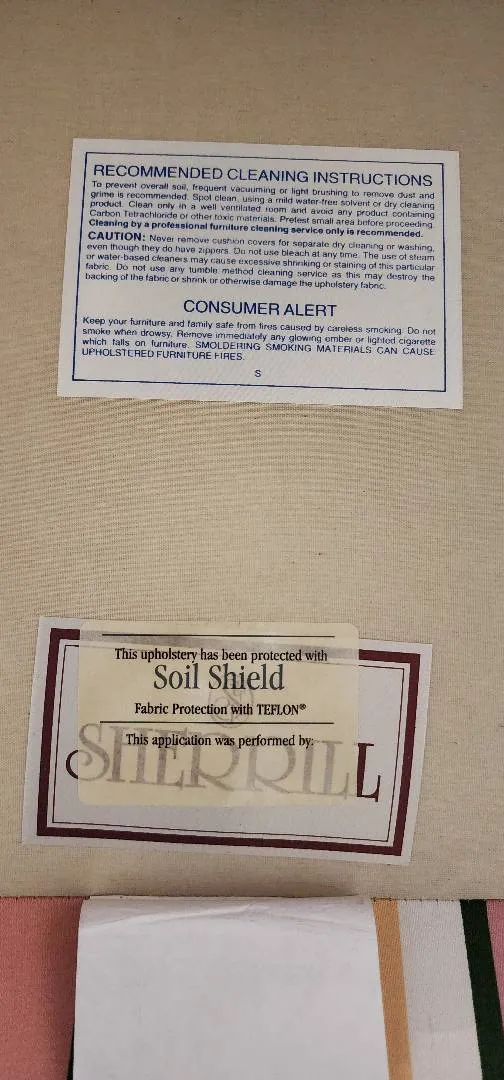 RECOMMENDED CLEANING INSTRUCTIONS
To prevent overall soil, frequent vacuuming or light brushing to remove dust and
grime is recommended. Spot clean, using a mild water-free solvent or dry cleaning
product. Clean only in a well ventilated room and avoid any product containing
Carbon Tetrachloride or other toxic materials. Pretest small area before proceeding.
Cleaning by a professional furniture cleaning service only is recommended.
CAUTION: Never remove cushion covers for separate dry cleaning or washing,
even though they do have zippers. Do not use bleach at any time. The use of steam
or water-based cleaners may cause excessive shrinking or staining of this particular
fabric. Do not use any tumble method cleaning service as this may destroy the
backing of the fabric or shrink or otherwise damage the upholstery fabric.
CONSUMER ALERT
Keep your furniture and family safe from fires caused by careless smoking. Do not
smoke when drowsy. Remove immediately any glowing ember or lighted cigarette
which falls on furniture. SMOLDERING SMOKING MATERIALS CAN CAUSE
UPHOLSTERED FURNITURE FIRES.
S
This upholstery has been protected with
Soil Shield
Fabric Protection with TEFLON®
This application was performed by:
SHERRILL